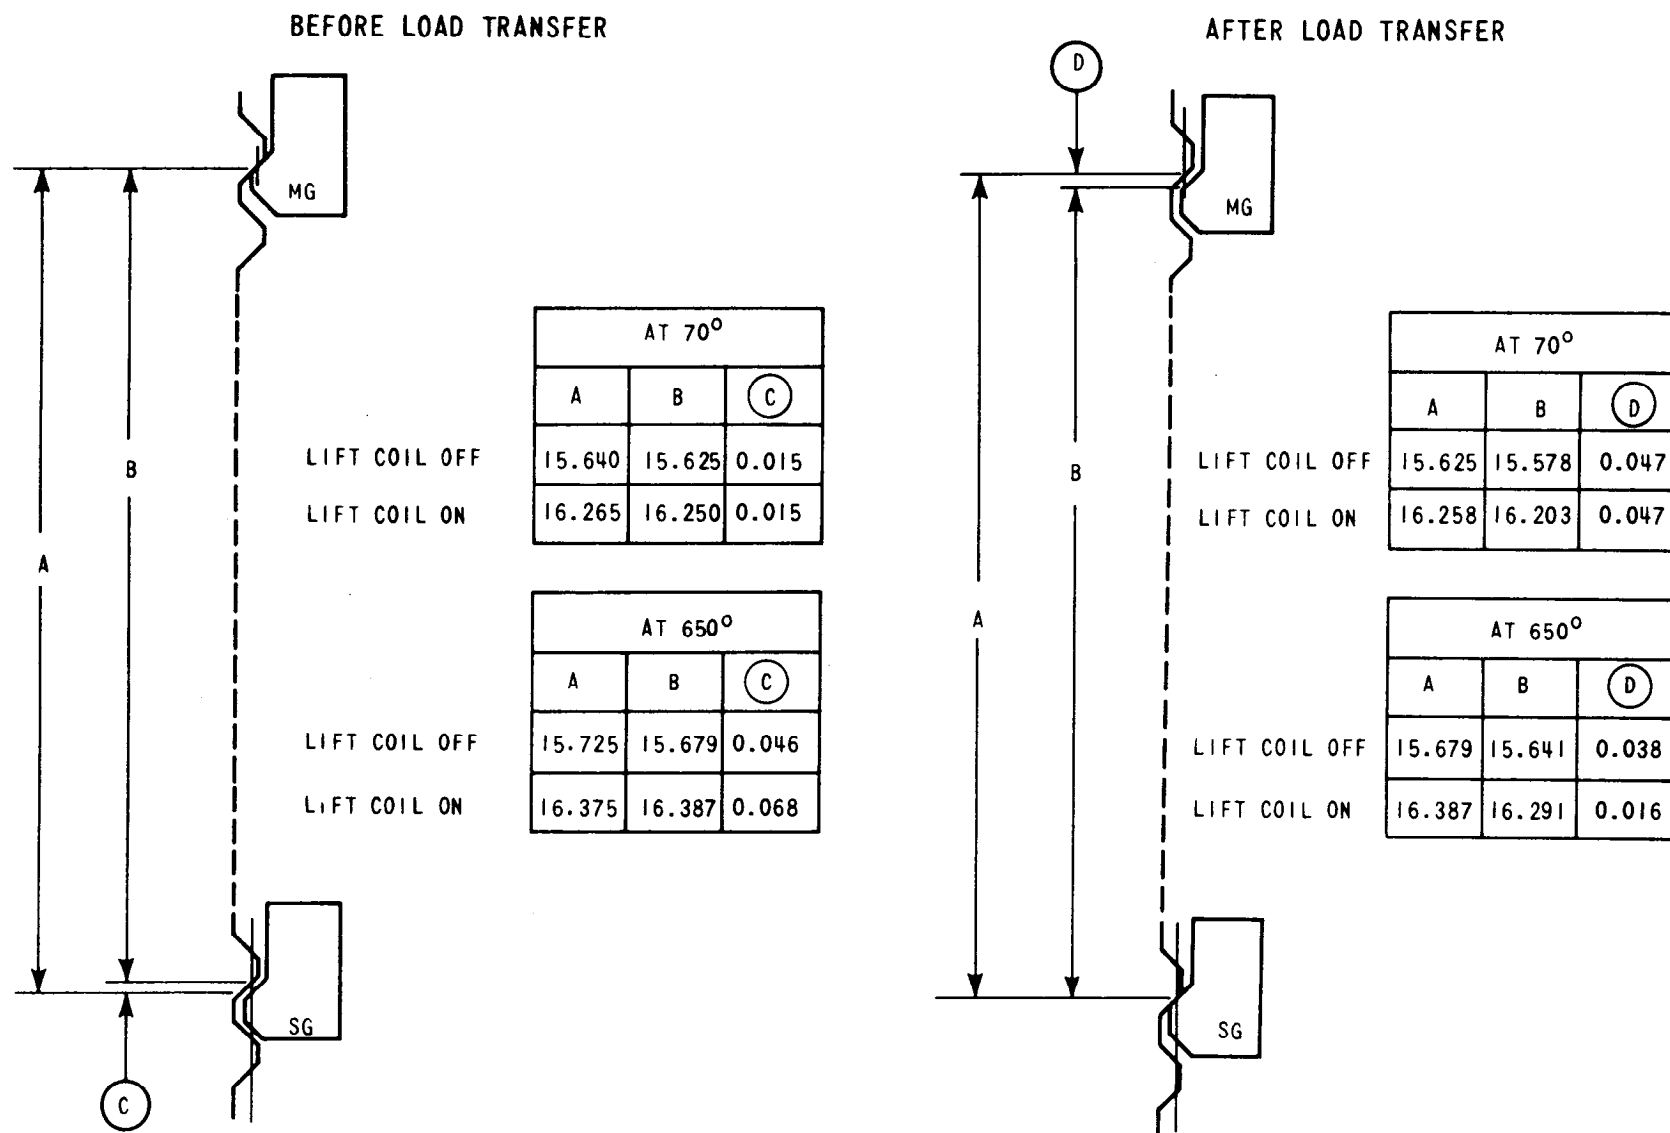 BEFORE LOAD TRANSFER
MG
A
B
AT 70°
A B C
LIFT COIL OFF 15.640 15.625 0.015
LIFT COIL ON 16.265 16.250 0.015
AT 650°
A B C
LIFT COIL OFF 15.725 15.679 0.046
LIFT COIL ON 16.375 16.387 0.068
SG
C
AFTER LOAD TRANSFER
D
MG
B
A
AT 70°
A B D
LIFT COIL OFF 15.625 15.578 0.047
LIFT COIL ON 16.258 16.203 0.047
AT 650°
A B D
LIFT COIL OFF 15.679 15.641 0.038
LIFT COIL ON 16.387 16.291 0.016
SG